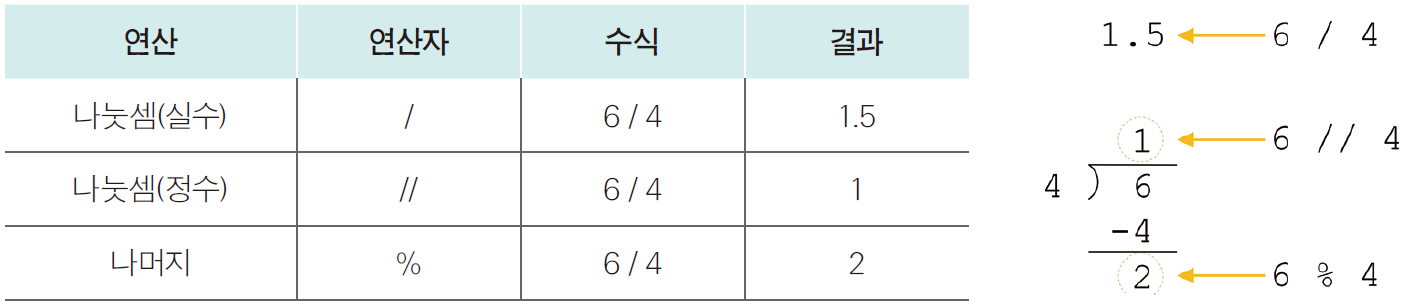 연산 연산자 수식 결과
나눗셈(실수) / 6 / 4 1.5
나눗셈(정수) // 6 / 4 1
나머지 % 6 / 4 2
1.5 6 / 4
1 6 // 4
4 ) 6
-4
2 6 % 4